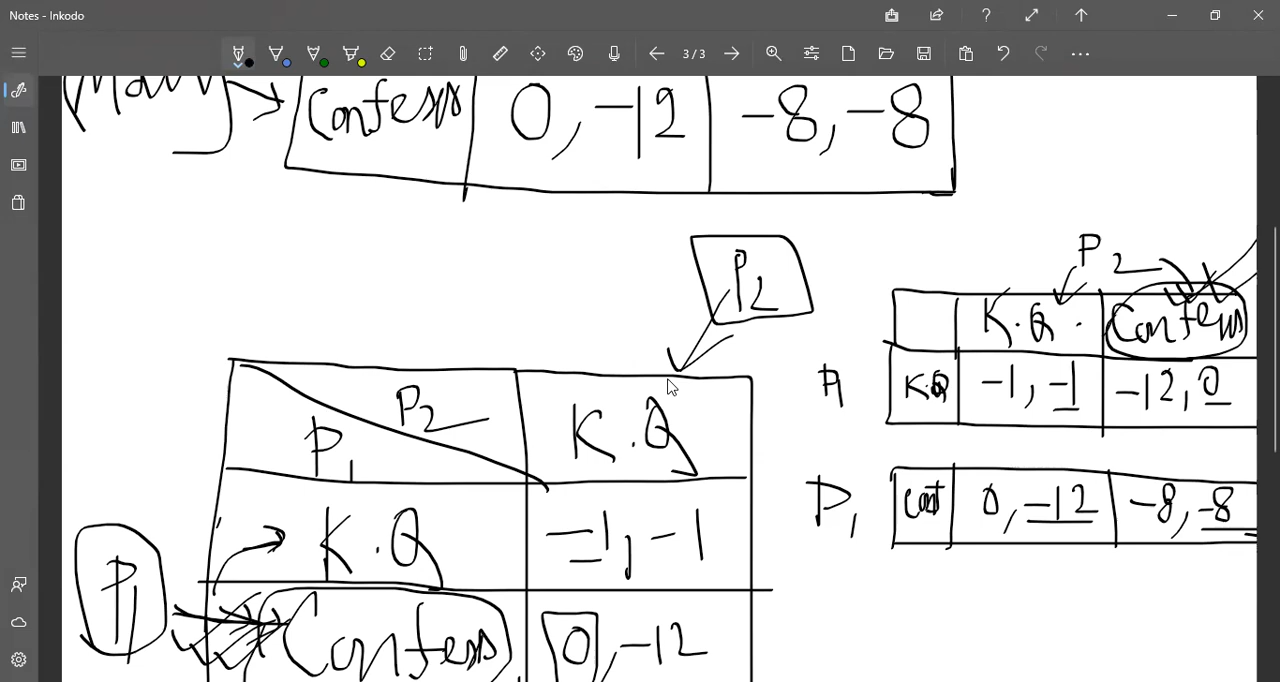 Notes - Inkodo
3/3
Confess 0, -12 -8, -8
P2
P2
K.Q. Confess
P1 K.Q -1, -1 -12, 0
P1 Conf 0, -12 -8, -8
P2
P1
K.Q
K.Q -1, -1
P1
Confess 0, -12